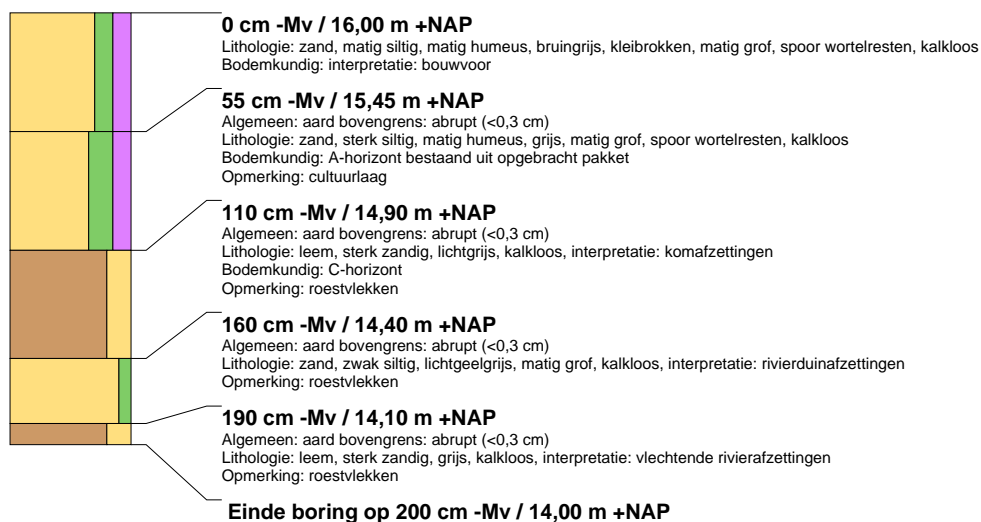 0 cm -Mv / 16,00 m +NAP
Lithologie: zand, matig siltig, matig humeus, bruingrijs, kleibrokken, matig grof, spoor wortelresten, kalkloos
Bodemkundig: interpretatie: bouwvoor
55 cm -Mv / 15,45 m +NAP
Algemeen: aard bovengrens: abrupt (<0,3 cm)
Lithologie: zand, sterk siltig, matig humeus, grijs, matig grof, spoor wortelresten, kalkloos
Bodemkundig: A-horizont bestaand uit opgebracht pakket
Opmerking: cultuurlaag
110 cm -Mv / 14,90 m +NAP
Algemeen: aard bovengrens: abrupt (<0,3 cm)
Lithologie: leem, sterk zandig, lichtgrijs, kalkloos, interpretatie: komafzettingen
Bodemkundig: C-horizont
Opmerking: roestvlekken
160 cm -Mv / 14,40 m +NAP
Algemeen: aard bovengrens: abrupt (<0,3 cm)
Lithologie: zand, zwak siltig, lichtgeelgrijs, matig grof, kalkloos, interpretatie: rivierduinafzettingen
Opmerking: roestvlekken
190 cm -Mv / 14,10 m +NAP
Algemeen: aard bovengrens: abrupt (<0,3 cm)
Lithologie: leem, sterk zandig, grijs, kalkloos, interpretatie: vlechtende rivierafzettingen
Opmerking: roestvlekken
Einde boring op 200 cm -Mv / 14,00 m +NAP